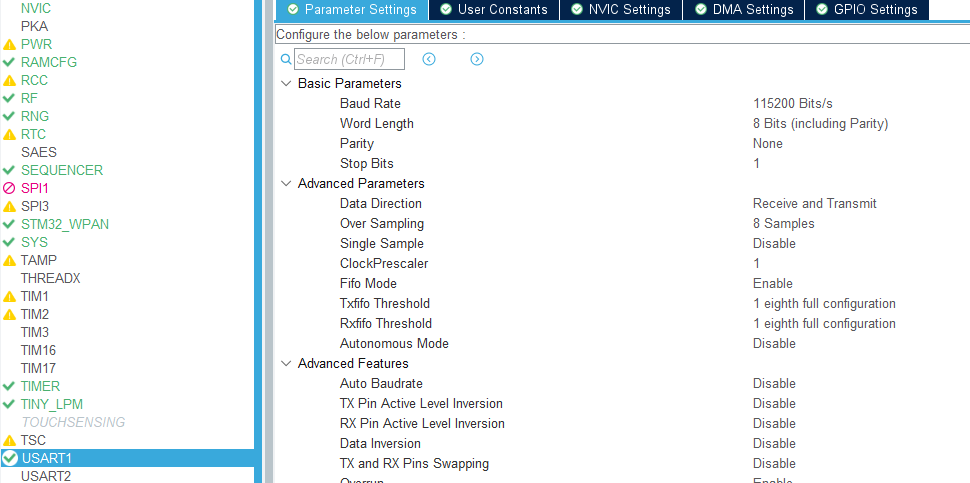 NVIC
PKA
PWR
RAMCFG
RCC
RF
RNG
RTC
SAES
SEQUENCER
SPI1
SPI3
STM32_WPAN
SYS
TAMP
THREADX
TIM1
TIM2
TIM3
TIM16
TIM17
TIMER
TINY_LPM
TOUCHSENSING
TSC
USART1
USART2
Parameter Settings User Constants NVIC Settings DMA Settings GPIO Settings
Configure the below parameters :
Search (Ctrl+F)
Basic Parameters
Baud Rate 115200 Bits/s
Word Length 8 Bits (including Parity)
Parity None
Stop Bits 1
Advanced Parameters
Data Direction Receive and Transmit
Over Sampling 8 Samples
Single Sample Disable
ClockPrescaler 1
Fifo Mode Enable
Txfifo Threshold 1 eighth full configuration
Rxfifo Threshold 1 eighth full configuration
Autonomous Mode Disable
Advanced Features
Auto Baudrate Disable
TX Pin Active Level Inversion Disable
RX Pin Active Level Inversion Disable
Data Inversion Disable
TX and RX Pins Swapping Disable
Overrun Enable